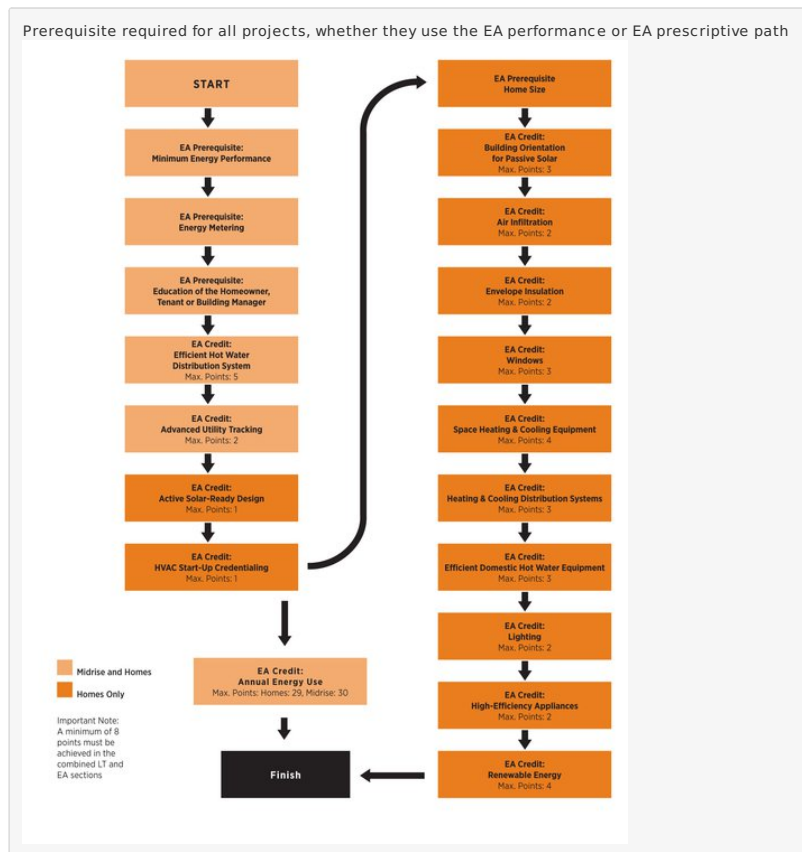 Prerequisite required for all projects, whether they use the EA performance or EA prescriptive path
START
EA Prerequisite:
Minimum Energy Performance
EA Prerequisite:
Energy Metering
EA Prerequisite:
Education of the Homeowner,
Tenant or Building Manager
EA Credit:
Efficient Hot Water
Distribution System
Max. Points: 5
EA Credit:
Advanced Utility Tracking
Max. Points: 2
EA Credit:
Active Solar-Ready Design
Max. Points: 1
EA Credit:
HVAC Start-Up Credentialing
Max. Points: 1
EA Prerequisite
Home Size
EA Credit:
Building Orientation
for Passive Solar
Max. Points: 3
EA Credit:
Air Infiltration
Max. Points: 2
EA Credit:
Envelope Insulation
Max. Points: 2
EA Credit:
Windows
Max. Points: 3
EA Credit:
Space Heating & Cooling Equipment
Max. Points: 4
EA Credit:
Heating & Cooling Distribution Systems
Max. Points: 3
EA Credit:
Efficient Domestic Hot Water Equipment
Max. Points: 3
EA Credit:
Lighting
Max. Points: 2
EA Credit:
High-Efficiency Appliances
Max. Points: 2
EA Credit:
Renewable Energy
Max. Points: 4
EA Credit:
Annual Energy Use
Max. Points: Homes: 29, Midrise: 30
Finish
Midrise and Homes
Homes Only
Important Note:
A minimum of 8
points must be
achieved in the
combined LT and
EA sections